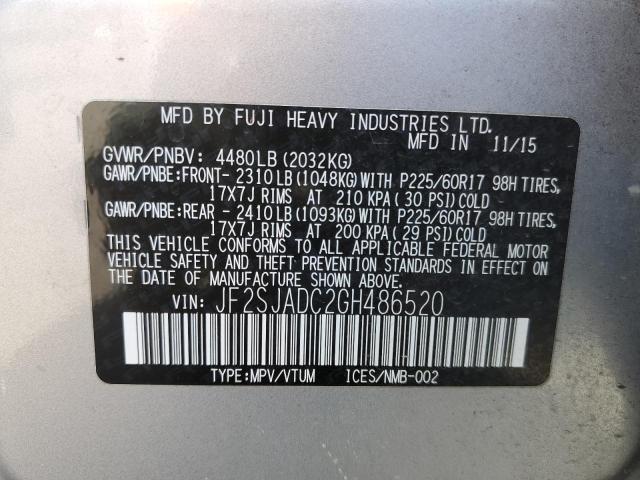 MFD BY FUJI HEAVY INDUSTRIES LTD.
MFD IN 11/15
GVWR/PNBV: 4480LB (2032KG)
GAWR/PNBE:FRONT- 2310LB (1048KG) WITH P225/60R17 98H TIRES,
17X7J RIMS AT 210 KPA ( 30 PSI) COLD
GAWR/PNBE:REAR - 2410LB (1093KG) WITH P225/60R17 98H TIRES,
17X7J RIMS AT 200 KPA ( 29 PSI) COLD
THIS VEHICLE CONFORMS TO ALL APPLICABLE FEDERAL MOTOR
VEHICLE SAFETY AND THEFT PREVENTION STANDARDS IN EFFECT ON
THE DATE OF MANUFACTURE SHOWN ABOVE.
VIN: JF2SJADC2GH486520
TYPE:MPV/VTUM ICES/NMB-002